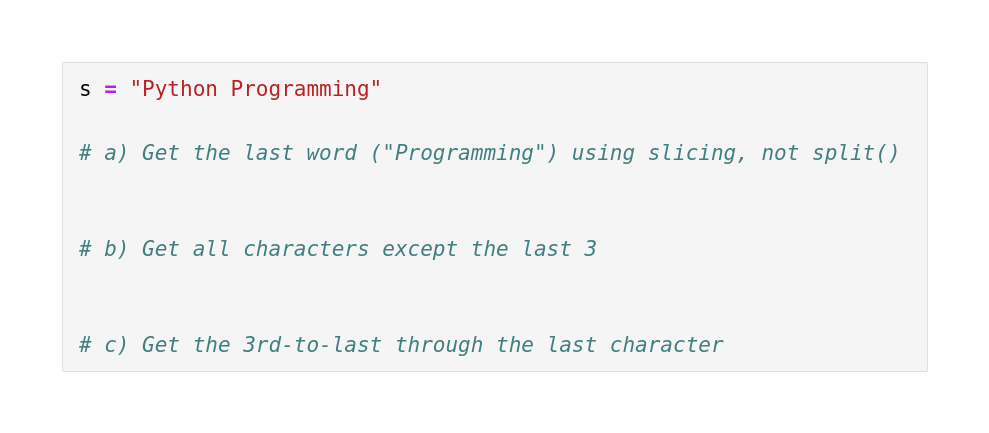 s = "Python Programming"
# a) Get the last word ("Programming") using slicing, not split()
# b) Get all characters except the last 3
# c) Get the 3rd-to-last through the last character